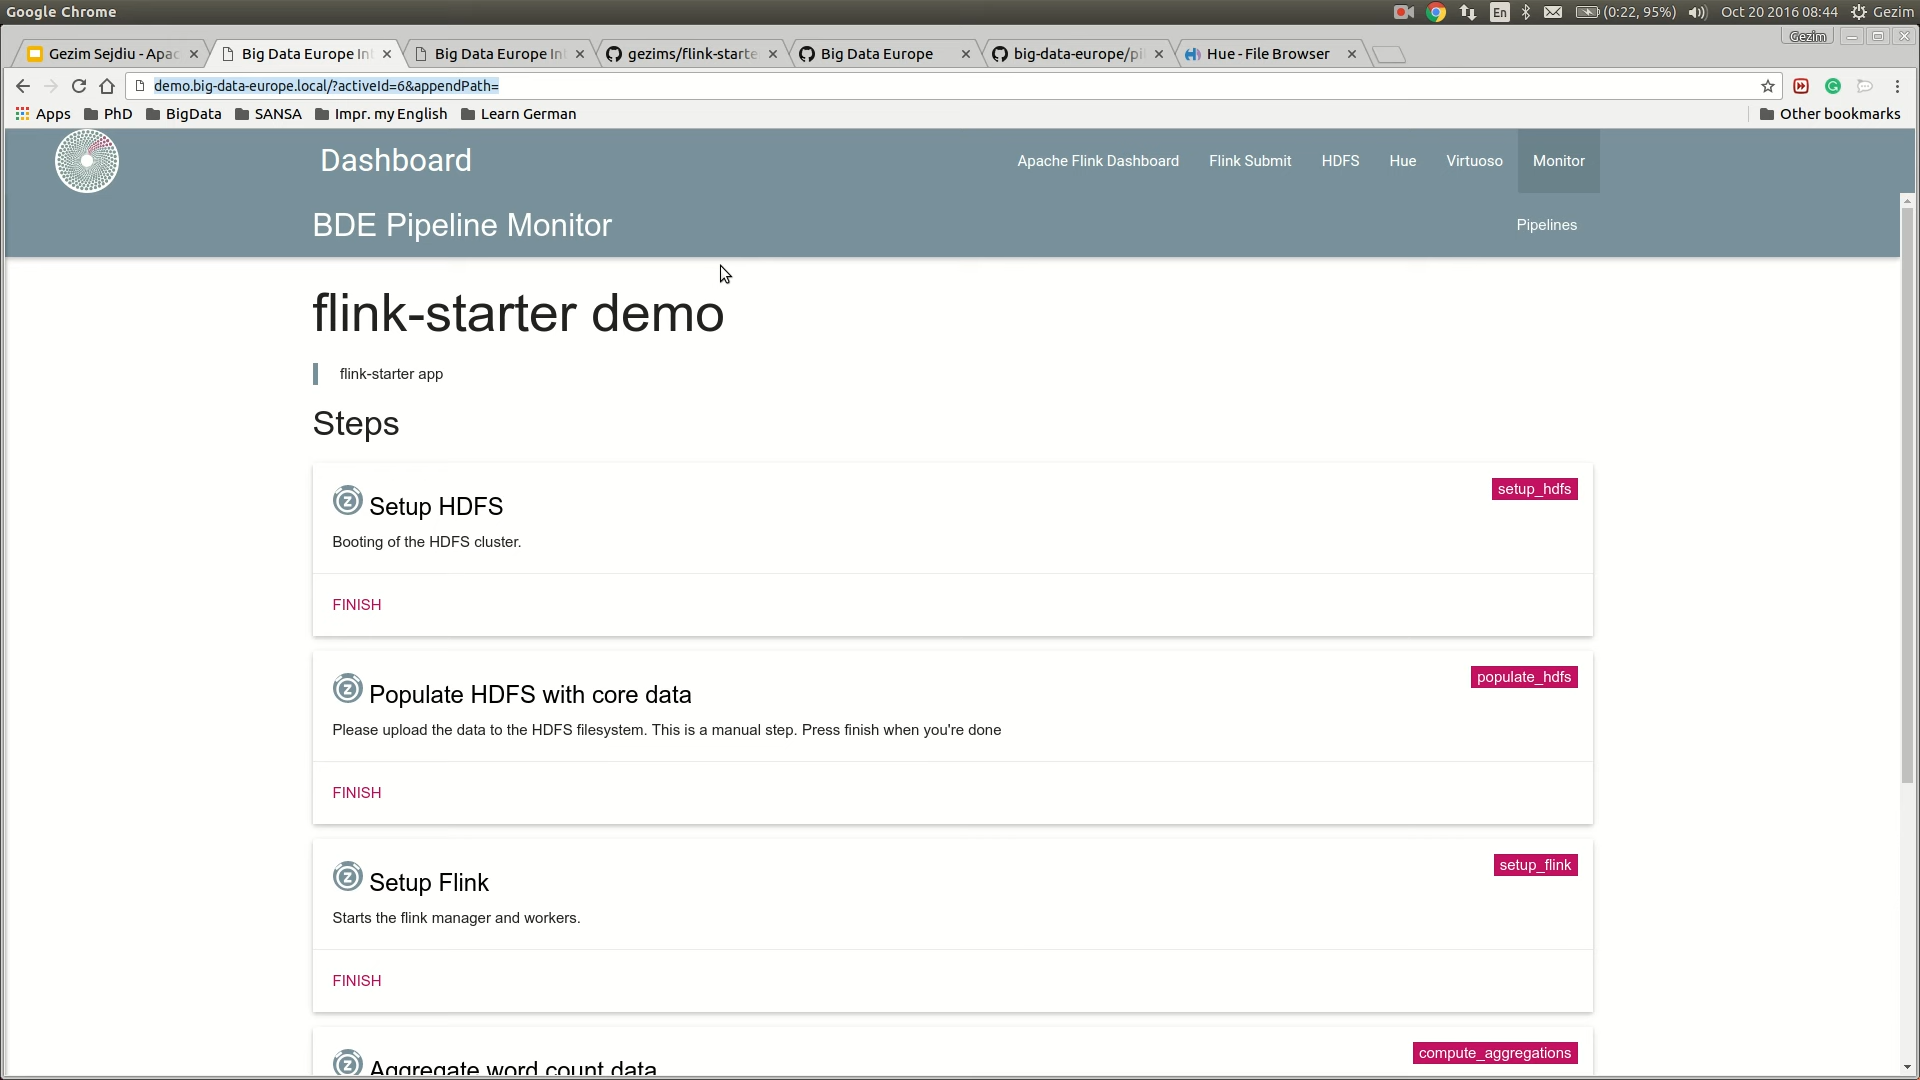 Google Chrome
En
(0:22, 95%)
Oct 20 2016 08:44
Gezim
Gezim Sejdiu - Apac
Big Data Europe Int
Big Data Europe Int
gezims/flink-starte
Big Data Europe
big-data-europe/pil
Hue - File Browser
Gezim
demo.big-data-europe.local/?activeId=6&appendPath=
Apps
PhD
BigData
SANSA
Impr. my English
Learn German
Other bookmarks
Dashboard
Apache Flink Dashboard
Flink Submit
HDFS
Hue
Virtuoso
Monitor
BDE Pipeline Monitor
Pipelines
flink-starter demo
flink-starter app
Steps
Setup HDFS
setup_hdfs
Booting of the HDFS cluster.
FINISH
Populate HDFS with core data
populate_hdfs
Please upload the data to the HDFS filesystem. This is a manual step. Press finish when you're done
FINISH
Setup Flink
setup_flink
Starts the flink manager and workers.
FINISH
Aggregate word count data
compute_aggregations